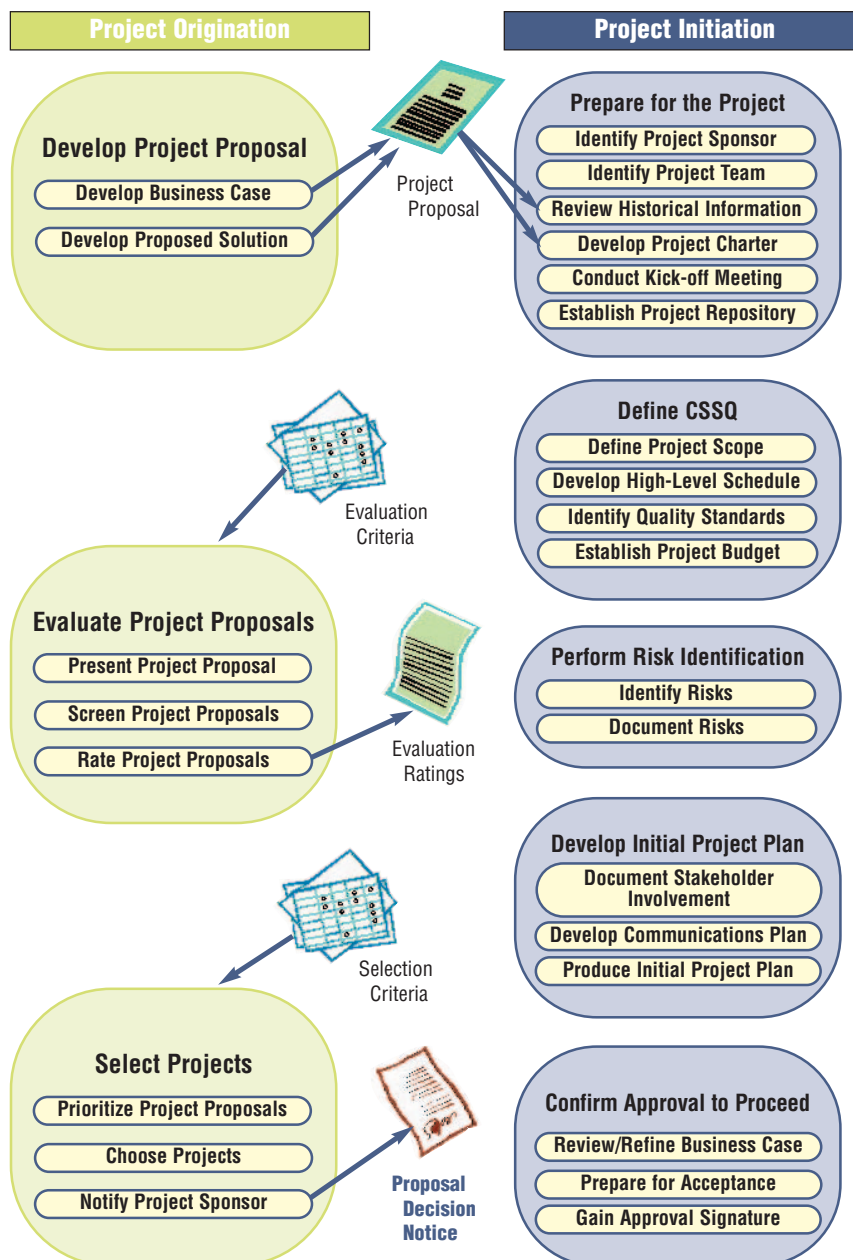 Project Origination
Develop Project Proposal
Develop Business Case
Develop Proposed Solution
Project
Proposal
Evaluation
Criteria
Evaluate Project Proposals
Present Project Proposal
Screen Project Proposals
Rate Project Proposals
Evaluation
Ratings
Selection
Criteria
Select Projects
Prioritize Project Proposals
Choose Projects
Notify Project Sponsor
Proposal
Decision
Notice
Project Initiation
Prepare for the Project
Identify Project Sponsor
Identify Project Team
Review Historical Information
Develop Project Charter
Conduct Kick-off Meeting
Establish Project Repository
Define CSSQ
Define Project Scope
Develop High-Level Schedule
Identify Quality Standards
Establish Project Budget
Perform Risk Identification
Identify Risks
Document Risks
Develop Initial Project Plan
Document Stakeholder
Involvement
Develop Communications Plan
Produce Initial Project Plan
Confirm Approval to Proceed
Review/Refine Business Case
Prepare for Acceptance
Gain Approval Signature